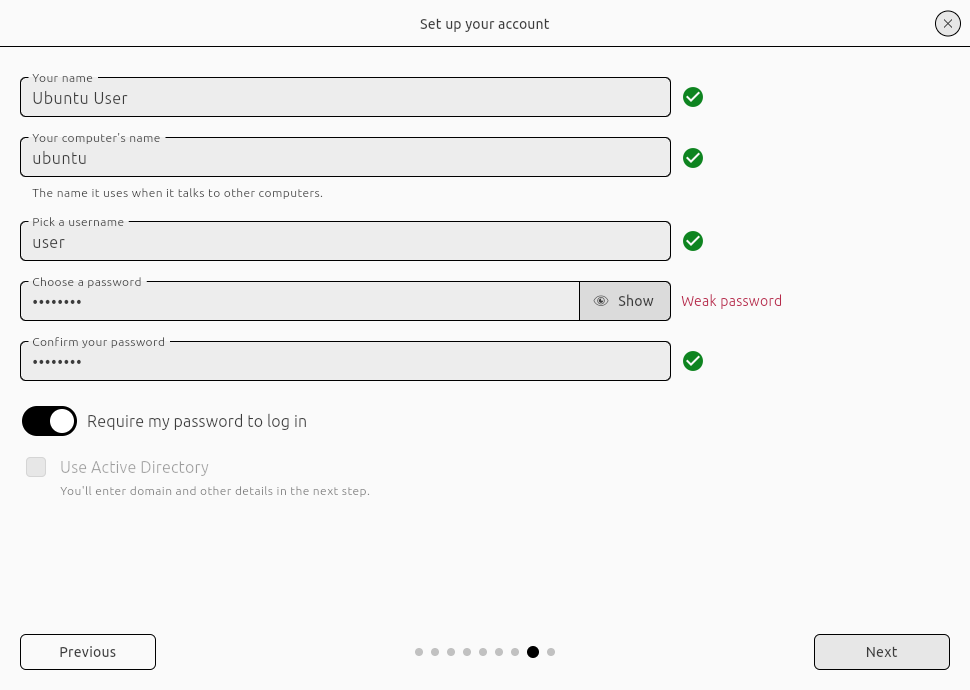 Set up your account
Your name
Ubuntu User
Your computer's name
ubuntu
The name it uses when it talks to other computers.
Pick a username
user
Choose a password
••••••••
Show
Weak password
Confirm your password
••••••••
Require my password to log in
Use Active Directory
You'll enter domain and other details in the next step.
Previous
Next